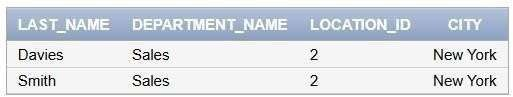 LAST_NAME DEPARTMENT_NAME LOCATION_ID CITY
Davies Sales 2 New York
Smith Sales 2 New York